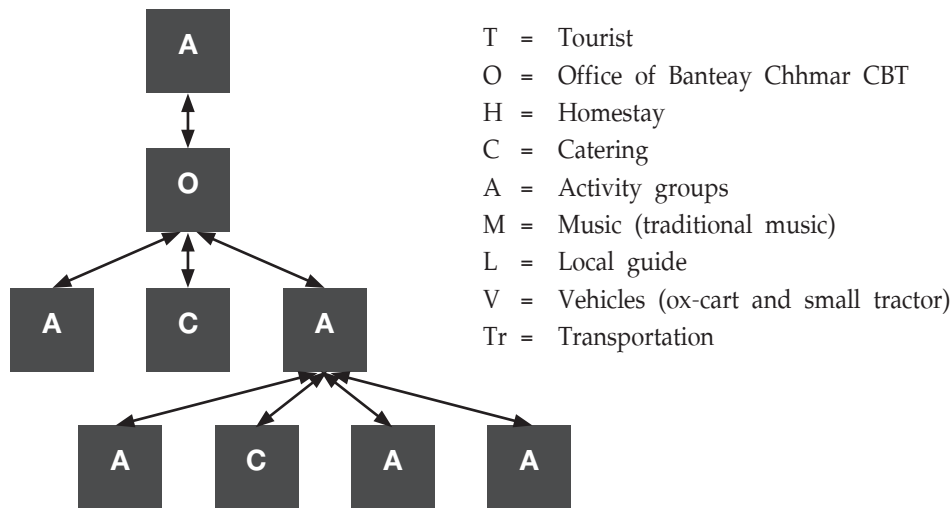 A
O
A C A
A C A A
T = Tourist
O = Office of Banteay Chhmar CBT
H = Homestay
C = Catering
A = Activity groups
M = Music (traditional music)
L = Local guide
V = Vehicles (ox-cart and small tractor)
Tr = Transportation